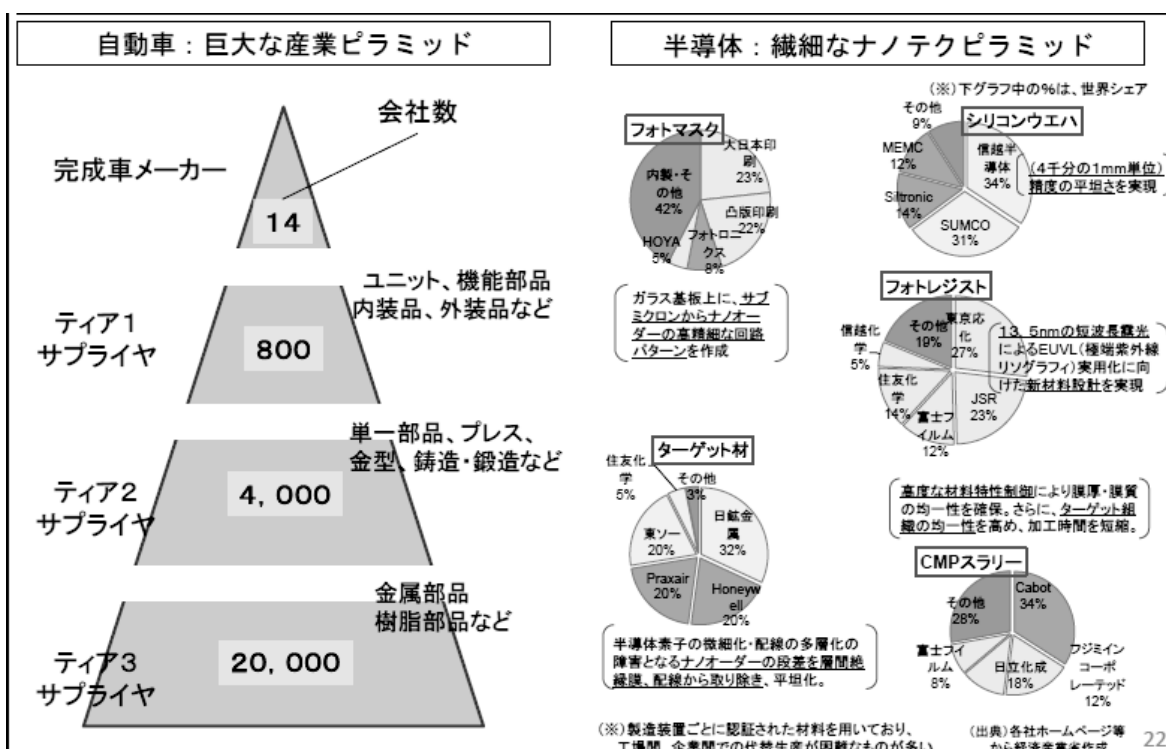 自動車：巨大な産業ピラミッド
会社数
完成車メーカー
14
ユニット、機能部品
内装品、外装品など
ティア1
サプライヤ
800
単一部品、プレス、
金型、鋳造・鍛造など
ティア2
サプライヤ
4，000
金属部品
樹脂部品など
ティア3
サプライヤ
20，000
半導体：繊細なナノテクピラミッド
（※）下グラフ中の%は、世界シェア
フォトマスク
大日本印
刷
23%
凸版印刷
22%
フォトロニ
クス
8%
HOYA
5%
内製・そ
の他
42%
ガラス基板上に、サブ
ミクロンからナノオー
ダーの高精細な回路
パターンを作成
シリコンウエハ
その他
9%
MEMC
12%
Siltronic
14%
SUMCO
31%
信越半
導体
34%
（4千分の1mm単位）
精度の平坦さを実現
フォトレジスト
東京応
化
27%
JSR
23%
富士フ
イルム
12%
住友化
学
14%
信越化
学
5%
その他
19%
13．5nmの短波長露光
によるEUVL（極端紫外線
リソグラフィ）実用化に向
けた新材料設計を実現
ターゲット材
住友化
学
5%
その他
3%
日鉱金
属
32%
Honeyw
ell
20%
Praxair
20%
東ソー
20%
高度な材料特性制御により膜厚・膜質
の均一性を確保。さらに、ターゲット組
織の均一性を高め、加工時間を短縮。
CMPスラリー
Cabot
34%
フジミイン
コーポ
レーテッド
12%
日立化成
18%
富士フイ
ルム
8%
その他
28%
半導体素子の微細化・配線の多層化の
障害となるナノオーダーの段差を層間絶
縁膜、配線から取り除き、平坦化。
（※）製造装置ごとに認証された材料を用いており、
工場間、企業間での代替生産が困難なものが多い
（出典）各社ホームページ等
から経済産業省作成
22